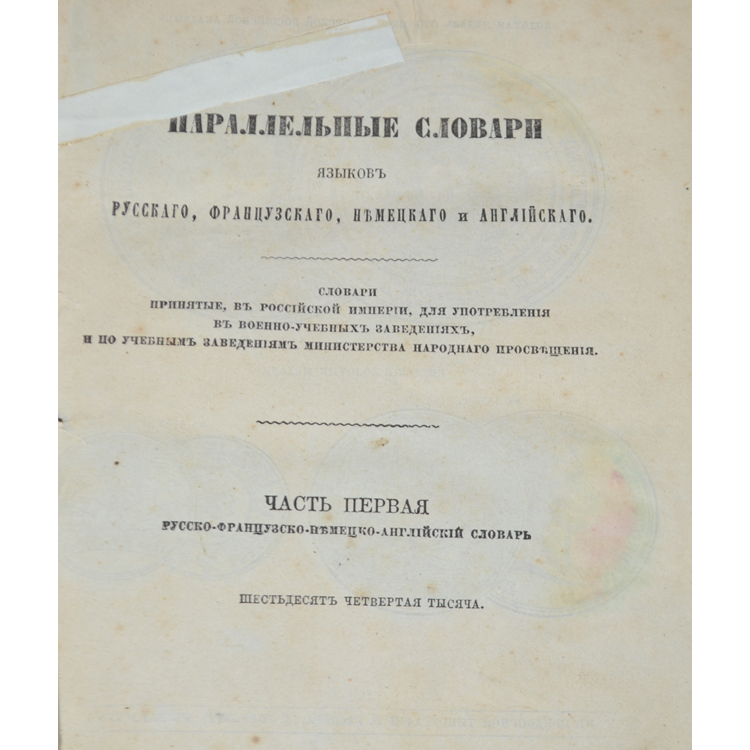 ПАРАЛЛЕЛЬНЫЕ СЛОВАРИ
ЯЗЫКОВЪ
РУССКАГО, ФРАНЦУЗСКАГО, НѢМЕЦКАГО и АНГЛІЙСКАГО.
СЛОВАРИ
ПРИНЯТЫЕ, ВЪ РОССІЙСКОЙ ИМПЕРІИ, ДЛЯ УПОТРЕБЛЕНІЯ
ВЪ ВОЕННО-УЧЕБНЫХЪ ЗАВЕДЕНІЯХЪ,
И ПО УЧЕБНЫМЪ ЗАВЕДЕНІЯМЪ МИНИСТЕРСТВА НАРОДНАГО ПРОСВѢЩЕНІЯ.
ЧАСТЬ ПЕРВАЯ
РУССКО-ФРАНЦУЗСКО-НѢМЕЦКО-АНГЛІЙСКІЙ СЛОВАРЬ
ШЕСТЬДЕСЯТЪ ЧЕТВЕРТАЯ ТЫСЯЧА.